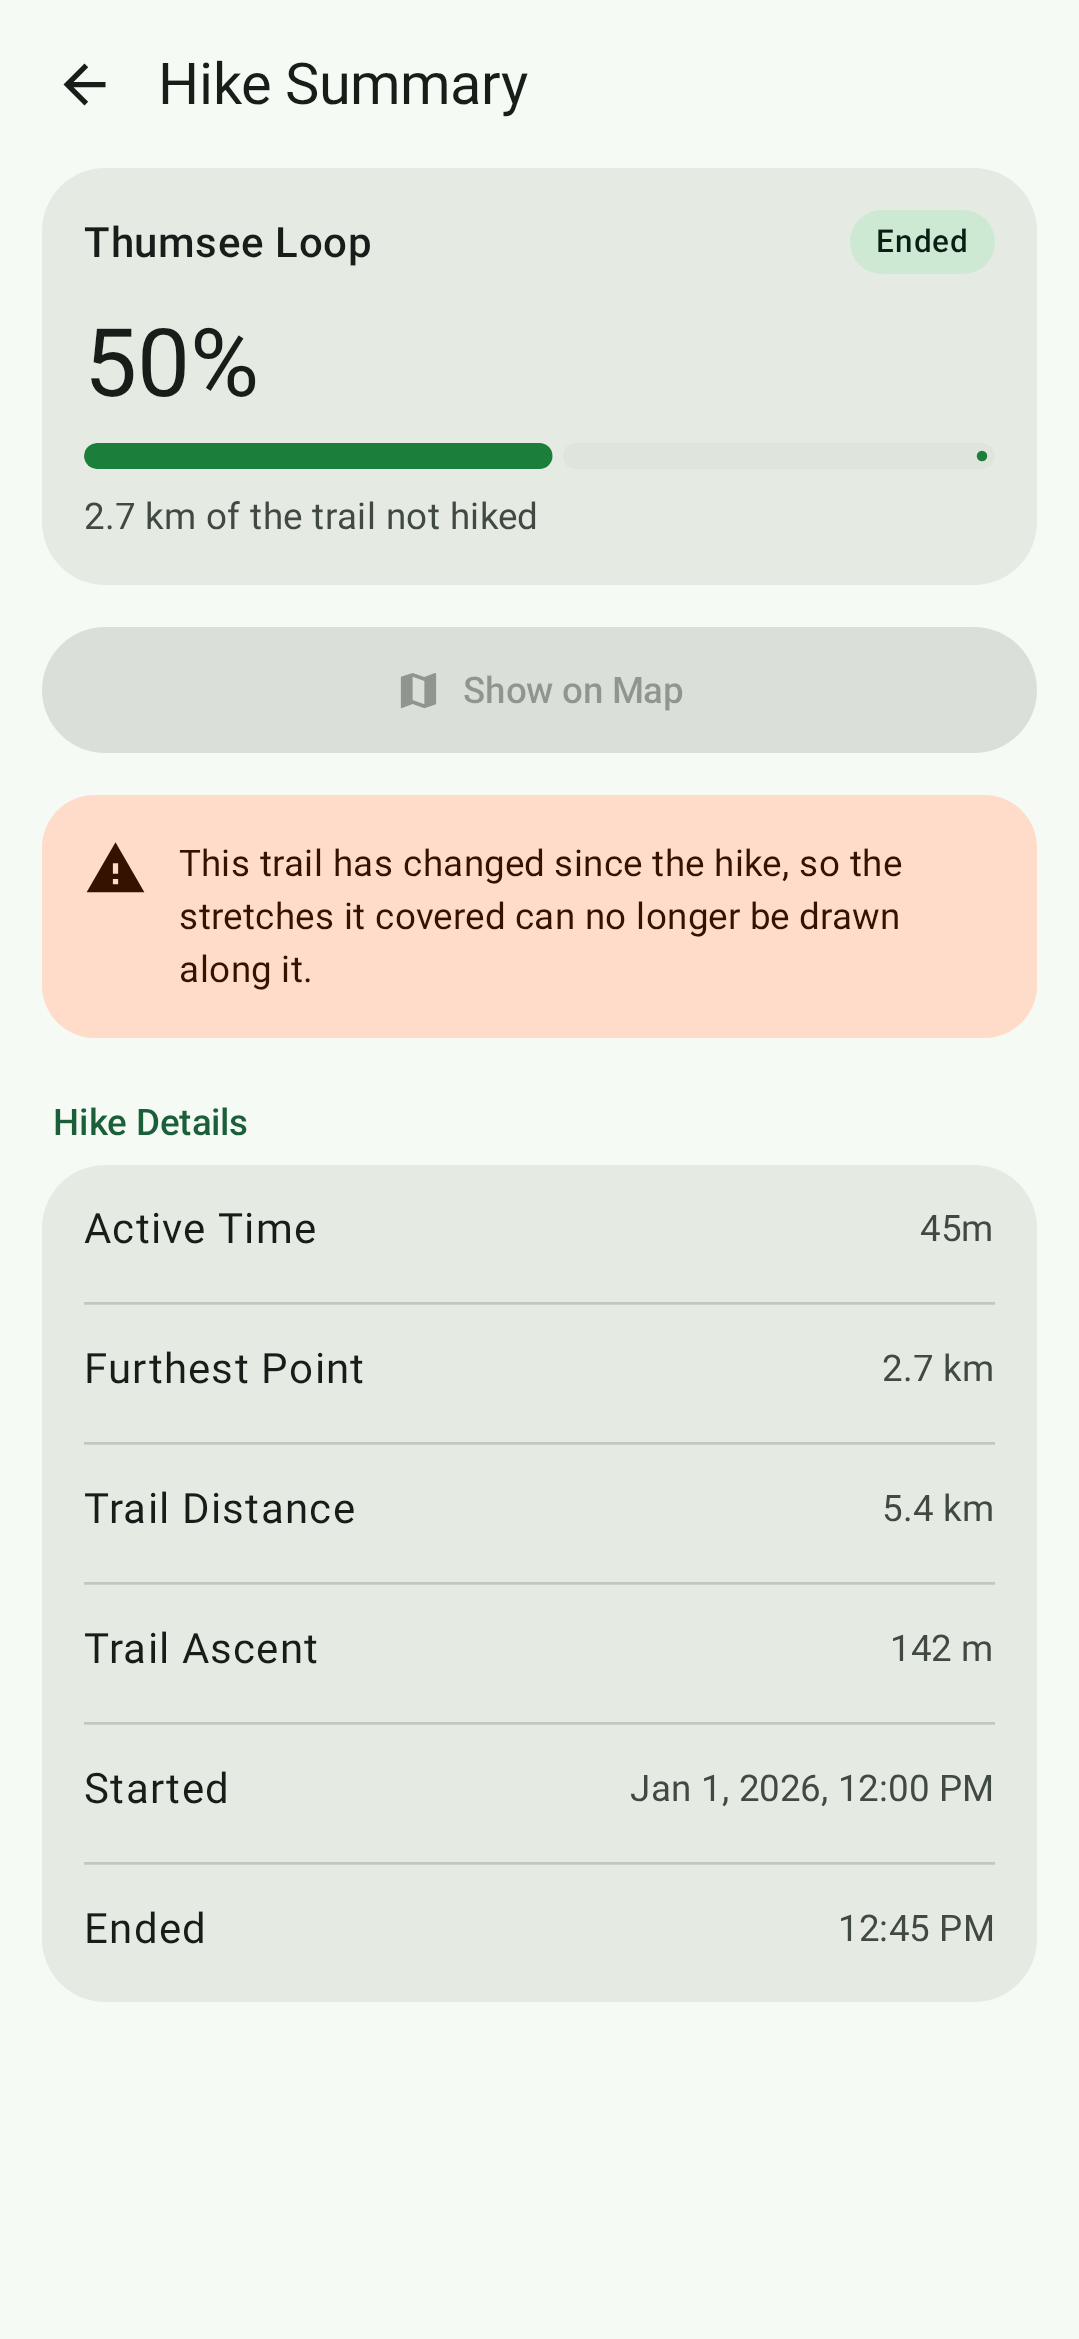 Hike Summary
Thumsee Loop
Ended
50%
2.7 km of the trail not hiked
Show on Map
This trail has changed since the hike, so the
stretches it covered can no longer be drawn
along it.
Hike Details
Active Time
45m
Furthest Point
2.7 km
Trail Distance
5.4 km
Trail Ascent
142 m
Started
Jan 1, 2026, 12:00 PM
Ended
12:45 PM